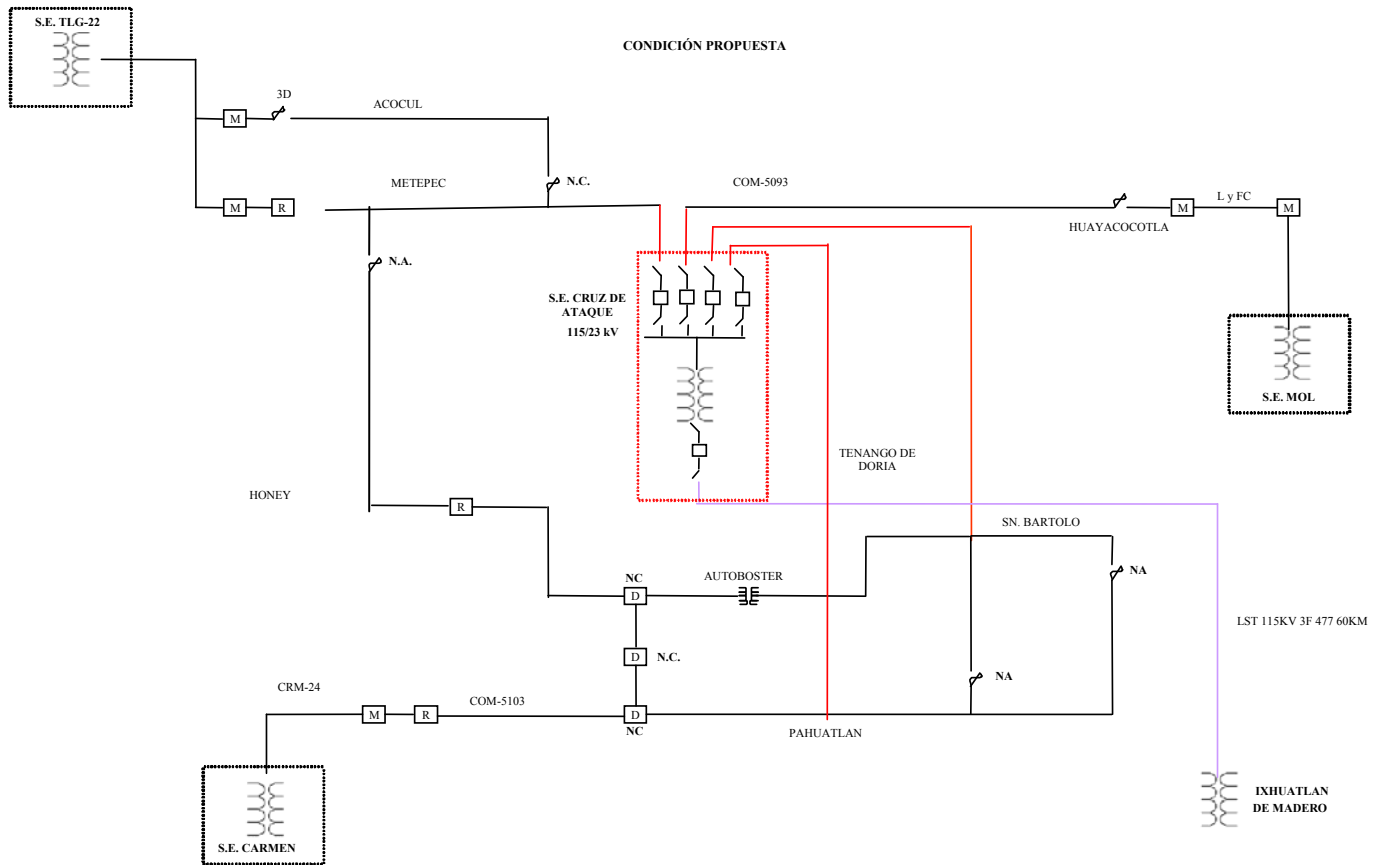 S.E. TLG-22
CONDICIÓN PROPUESTA
3D
ACOCUL
M
METEPEC
N.C.
COM-5093
L y FC
M
R
M
M
HUAYACOCOTLA
N.A.
S.E. CRUZ DE
ATAQUE
115/23 kV
S.E. MOL
TENANGO DE
DORIA
HONEY
R
SN. BARTOLO
NC
AUTOBOSTER
NA
D
LST 115KV 3F 477 60KM
D
N.C.
NA
CRM-24
COM-5103
M
R
D
NC
PAHUATLAN
IXHUATLAN
DE MADERO
S.E. CARMEN